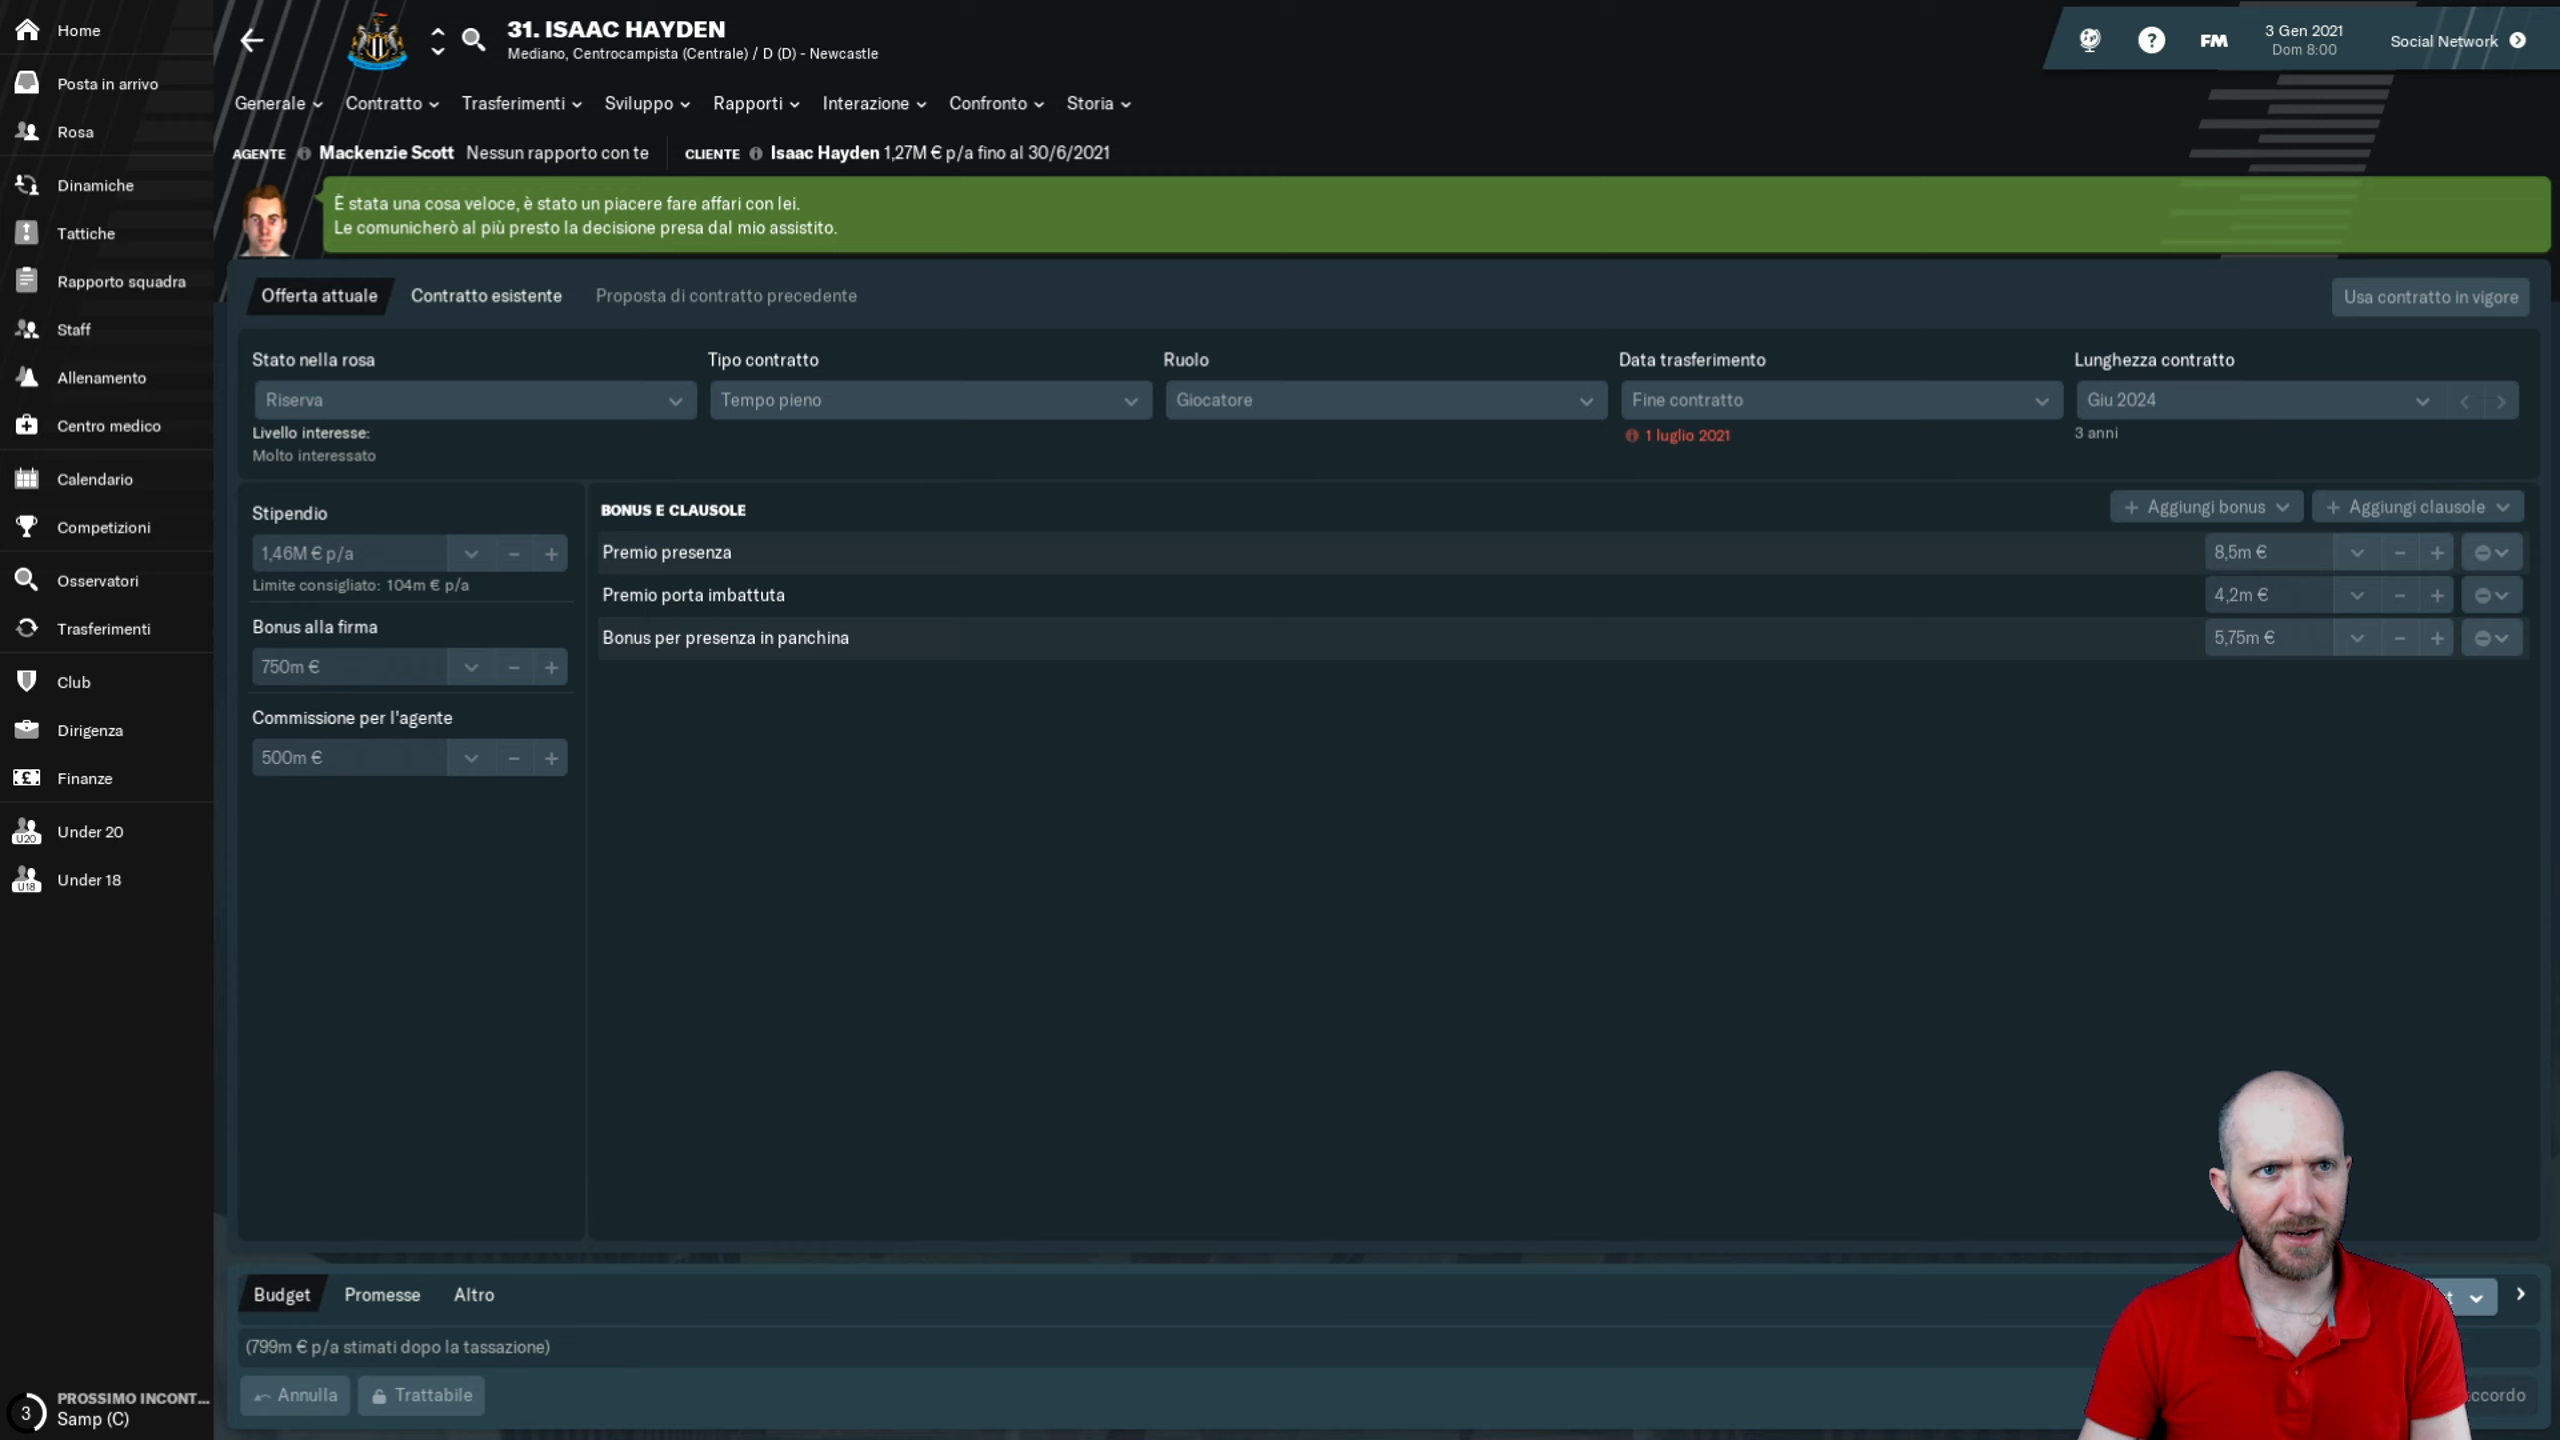 Home
Posta in arrivo
Rosa
Dinamiche
Tattiche
Rapporto squadra
Staff
Allenamento
Centro medico
Calendario
Competizioni
Osservatori
Trasferimenti
Club
Dirigenza
Finanze
U20 Under 20
U18 Under 18
3 PROSSIMO INCONT...
Samp (C)
31. ISAAC HAYDEN
Mediano, Centrocampista (Centrale) / D (D) - Newcastle
FM
3 Gen 2021
Dom 8:00
Social Network
Generale Contratto Trasferimenti Sviluppo Rapporti Interazione Confronto Storia
AGENTE Mackenzie Scott Nessun rapporto con te CLIENTE Isaac Hayden 1,27M € p/a fino al 30/6/2021
È stata una cosa veloce, è stato un piacere fare affari con lei.
Le comunicherò al più presto la decisione presa dal mio assistito.
Offerta attuale Contratto esistente Proposta di contratto precedente Usa contratto in vigore
Stato nella rosa Tipo contratto Ruolo Data trasferimento Lunghezza contratto
Riserva Tempo pieno Giocatore Fine contratto Giu 2024
Livello interesse: 1 luglio 2021 3 anni
Molto interessato
Stipendio
1,46M € p/a
Limite consigliato: 104m € p/a
Bonus alla firma
750m €
Commissione per l'agente
500m €
BONUS E CLAUSOLE + Aggiungi bonus + Aggiungi clausole
Premio presenza 8,5m €
Premio porta imbattuta 4,2m €
Bonus per presenza in panchina 5,75m €
Budget Promesse Altro
(799m € p/a stimati dopo la tassazione)
Annulla Trattabile